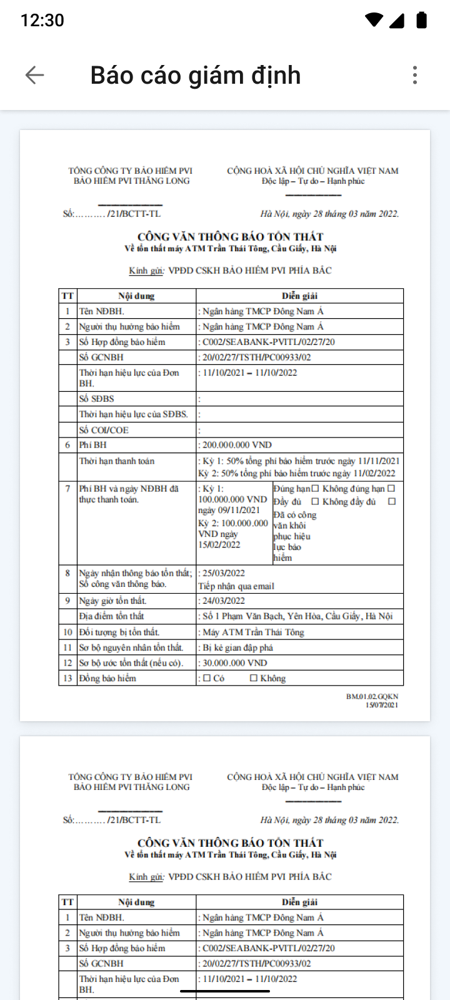 12:30
Báo cáo giám định
TỔNG CÔNG TY BẢO HIỂM PVI
BẢO HIỂM PVI THĂNG LONG
CỘNG HOÀ XÃ HỘI CHỦ NGHĨA VIỆT NAM
Độc lập – Tự do – Hạnh phúc
Số:.......... /21/BCTT-TL
Hà Nội, ngày 28 tháng 03 năm 2022.
CÔNG VĂN THÔNG BÁO TỔN THẤT
Về tổn thất máy ATM Trần Thái Tông, Cầu Giấy, Hà Nội
Kính gửi: VPĐD CSKH BẢO HIỂM PVI PHÍA BẮC
TT Nội dung Diễn giải
1 Tên NĐBH. : Ngân hàng TMCP Đông Nam Á
2 Người thụ hưởng bảo hiểm : Ngân hàng TMCP Đông Nam Á
3 Số Hợp đồng bảo hiểm : C002/SEABANK-PVITL/02/27/20
Số GCNBH : 20/02/27/TSTH/PC00933/02
Thời hạn hiệu lực của Đơn BH. : 11/10/2021 – 11/10/2022
Số SĐBS :
Thời hạn hiệu lực của SĐBS. :
Số COI/COE :
6 Phí BH : 200.000.000 VND
Thời hạn thanh toán : Kỳ 1: 50% tổng phí bảo hiểm trước ngày 11/11/2021
Kỳ 2: 50% tổng phí bảo hiểm trước ngày 11/02/2022
7 Phí BH và ngày NĐBH đã thực thanh toán.
: Kỳ 1:
100.000.000 VND
ngày 09/11/2021
Kỳ 2: 100.000.000
VND ngày
15/02/2022
Đúng hạn☐ Không đúng hạn ☐
Đầy đủ ☐ Không đầy đủ ☐
Đã có công
văn khôi
phục hiệu
lực bảo
hiểm
8 Ngày nhận thông báo tổn thất; : 25/03/2022
Số công văn thông báo. Tiếp nhận qua email
9 Ngày giờ tổn thất. : 24/03/2022
Địa điểm tổn thất : Số 1 Phạm Văn Bạch, Yên Hòa, Cầu Giấy, Hà Nội
10 Đối tượng bị tổn thất. : Máy ATM Trần Thái Tông
11 Sơ bộ nguyên nhân tổn thất. : Bị kẻ gian đập phá
12 Sơ bộ ước tổn thất (nếu có). : 30.000.000 VND
13 Đồng bảo hiểm : ☐ Có ☐ Không
BM.01.02.GQKN
15/07/2021
TỔNG CÔNG TY BẢO HIỂM PVI
BẢO HIỂM PVI THĂNG LONG
CỘNG HOÀ XÃ HỘI CHỦ NGHĨA VIỆT NAM
Độc lập – Tự do – Hạnh phúc
Số:.......... /21/BCTT-TL
Hà Nội, ngày 28 tháng 03 năm 2022.
CÔNG VĂN THÔNG BÁO TỔN THẤT
Về tổn thất máy ATM Trần Thái Tông, Cầu Giấy, Hà Nội
Kính gửi: VPĐD CSKH BẢO HIỂM PVI PHÍA BẮC
TT Nội dung Diễn giải
1 Tên NĐBH. : Ngân hàng TMCP Đông Nam Á
2 Người thụ hưởng bảo hiểm : Ngân hàng TMCP Đông Nam Á
3 Số Hợp đồng bảo hiểm : C002/SEABANK-PVITL/02/27/20
Số GCNBH : 20/02/27/TSTH/PC00933/02
Thời hạn hiệu lực của Đơn : 11/10/2021 – 11/10/2022
BH.